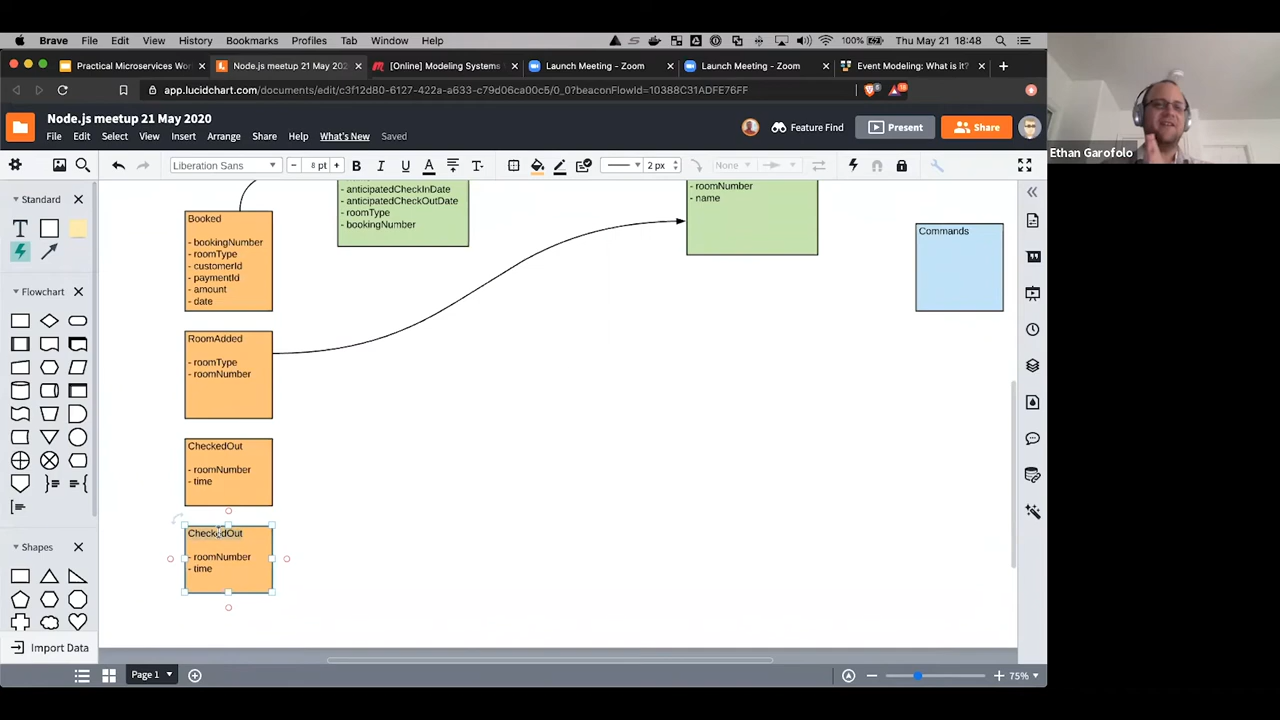 Brave File Edit View History Bookmarks Profiles Tab Window Help 100% Thu May 21 18:48
Practical Microservices Wo
Node.js meetup 21 May 202
[Online] Modeling Systems
Launch Meeting - Zoom
Launch Meeting - Zoom
Event Modeling: What is it?
app.lucidchart.com/documents/edit/c3f12d80-6127-422a-a633-c79d06ca00c5/0_0?beaconFlowId=10388C31ADFE76FF
Node.js meetup 21 May 2020
File Edit Select View Insert Arrange Share Help What's New Saved
Feature Find
Present
Share
Liberation Sans
8 pt
B I U A T
2 px
None
Standard
T
Flowchart
Shapes
Import Data
Booked
- bookingNumber
- roomType
- customerId
- paymentId
- amount
- date
- anticipatedCheckInDate
- anticipatedCheckOutDate
- roomType
- bookingNumber
- roomNumber
- name
Commands
RoomAdded
- roomType
- roomNumber
CheckedOut
- roomNumber
- time
CheckedOut
- roomNumber
- time
Page 1
75%
Ethan Garofolo